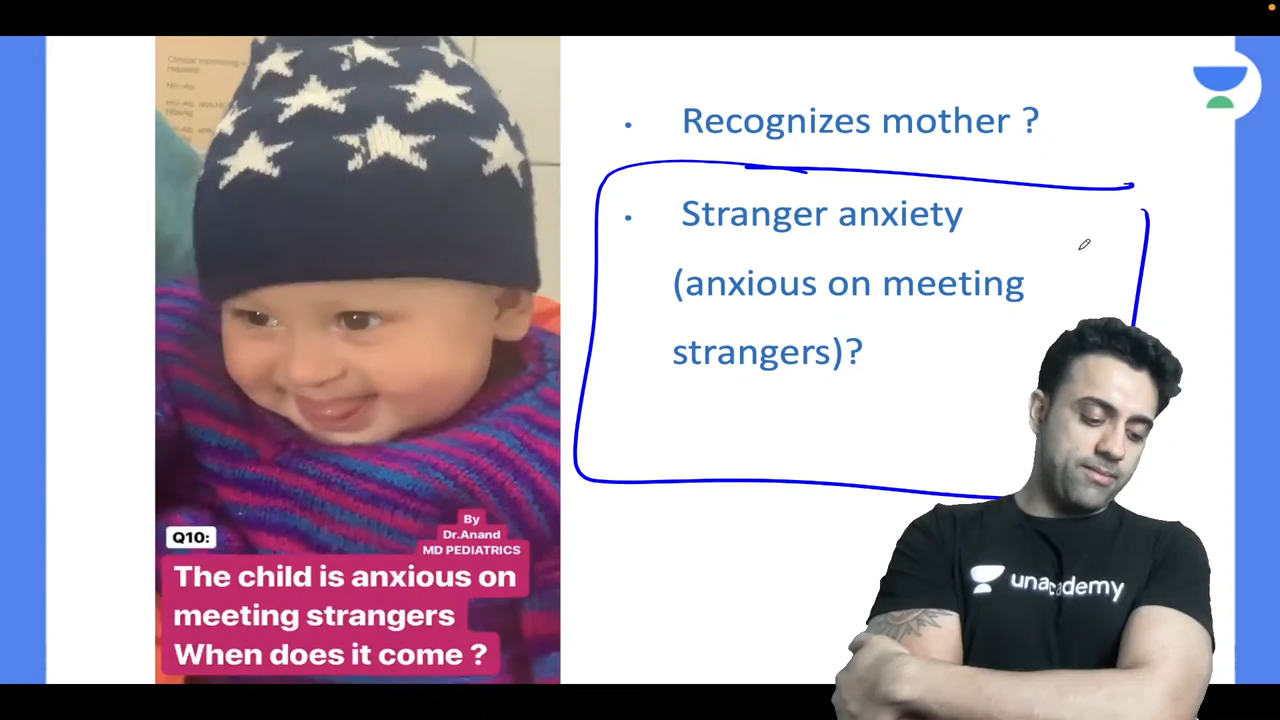 Recognizes mother ?
Stranger anxiety
(anxious on meeting
strangers)?
By
Dr.Anand
MD PEDIATRICS
Q10:
The child is anxious on
meeting strangers
When does it come ?
unacademy